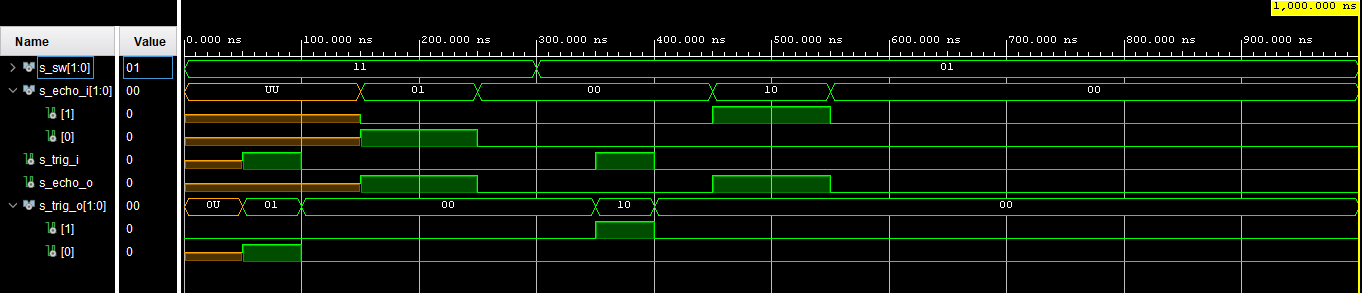 1,000.000 ns
Name Value 0.000 ns 100.000 ns 200.000 ns 300.000 ns 400.000 ns 500.000 ns 600.000 ns 700.000 ns 800.000 ns 900.000 ns
s_sw[1:0] 01 11 01
s_echo_i[1:0] 00 UU 01 00 10 00
[1] 0
[0] 0
s_trig_i 0
s_echo_o 0
s_trig_o[1:0] 00 0U 01 00 10 00
[1] 0
[0] 0